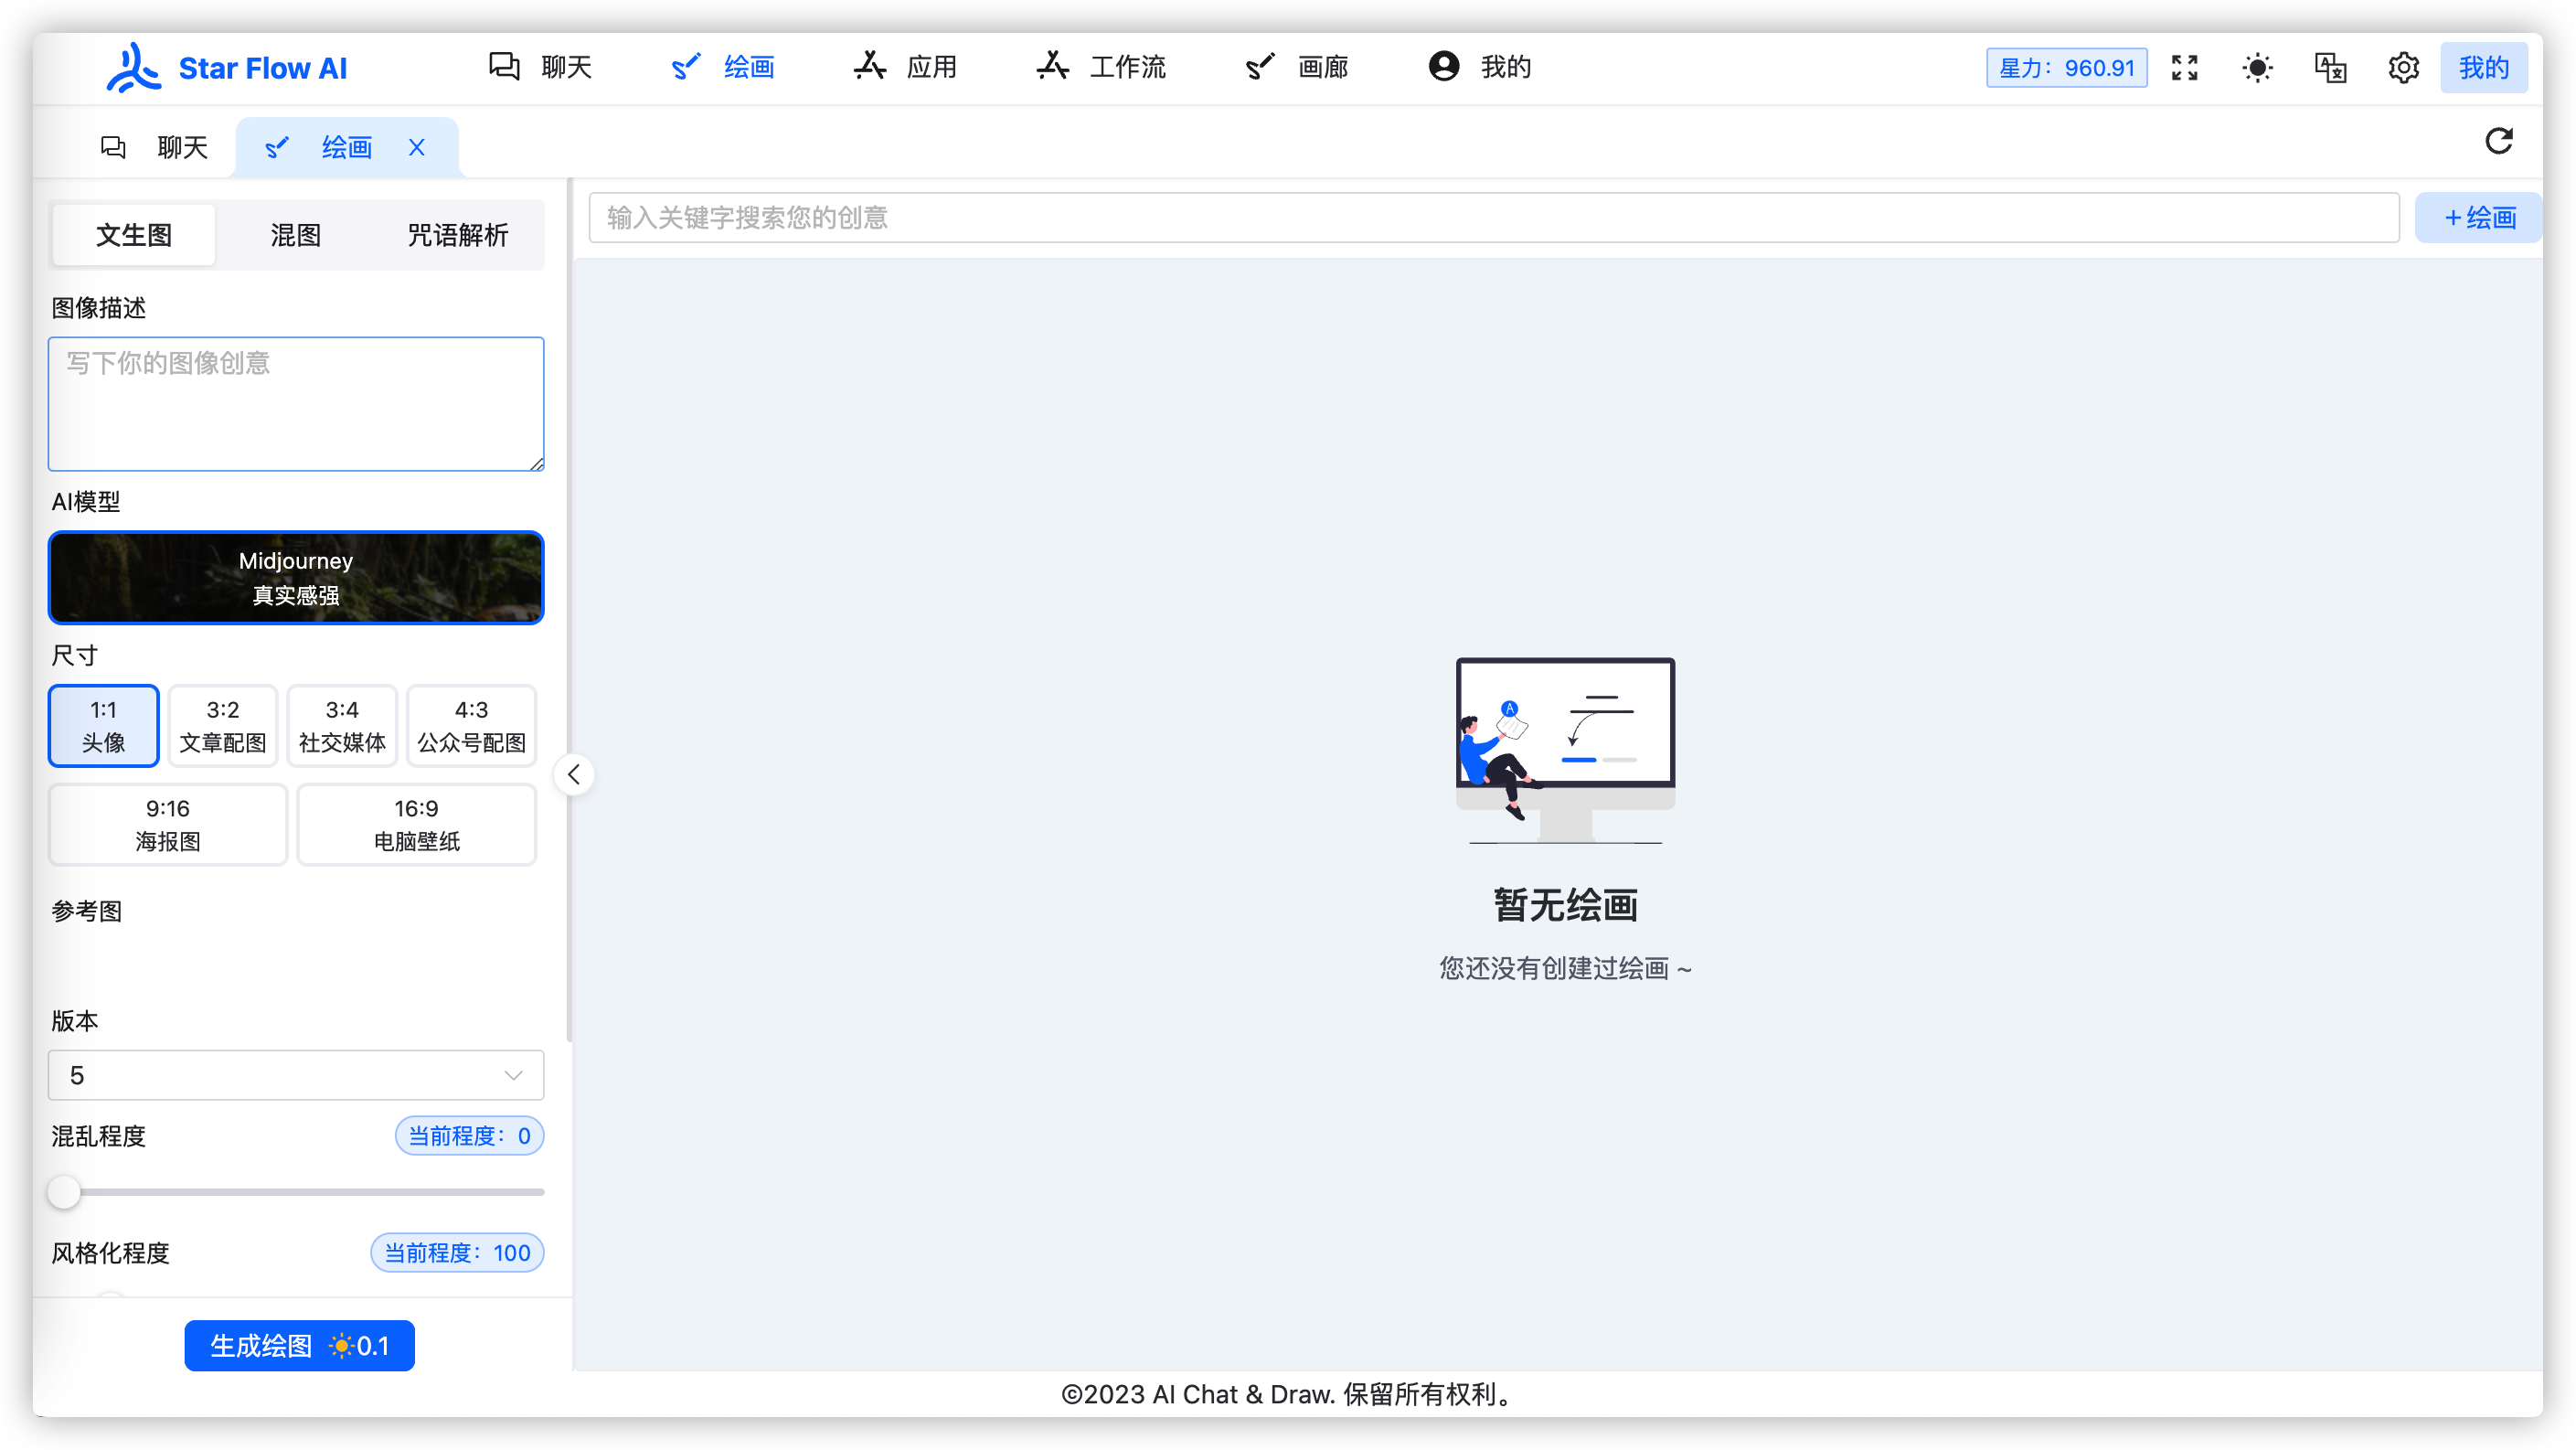 Star Flow AI
聊天
绘画
应用
工作流
画廊
我的
星力：960.91
我的
聊天
绘画
文生图
混图
咒语解析
图像描述
写下你的图像创意
AI模型
Midjourney
真实感强
尺寸
1:1
头像
3:2
文章配图
3:4
社交媒体
4:3
公众号配图
9:16
海报图
16:9
电脑壁纸
参考图
版本
5
混乱程度
当前程度：0
风格化程度
当前程度：100
生成绘图 0.1
输入关键字搜索您的创意
+绘画
A
暂无绘画
您还没有创建过绘画 ~
©2023 AI Chat & Draw. 保留所有权利。